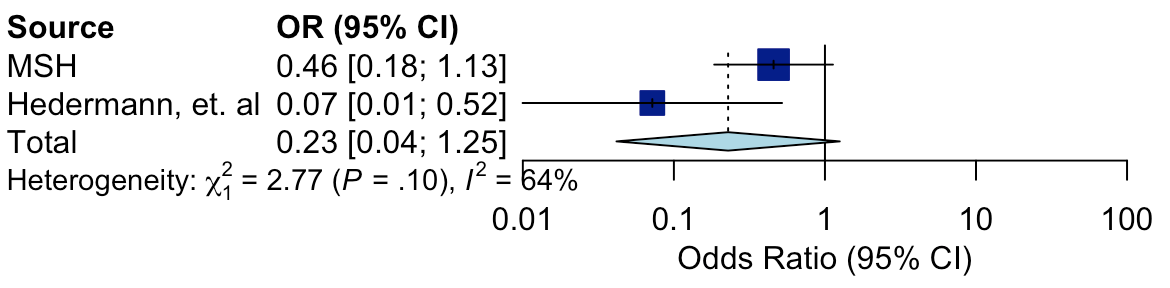 Source OR (95% CI)
MSH 0.46 [0.18; 1.13]
Hedermann, et. al 0.07 [0.01; 0.52]
Total 0.23 [0.04; 1.25]
Heterogeneity: χ²₁ = 2.77 (P = .10), I² = 64%
0.01 0.1 1 10 100
Odds Ratio (95% CI)